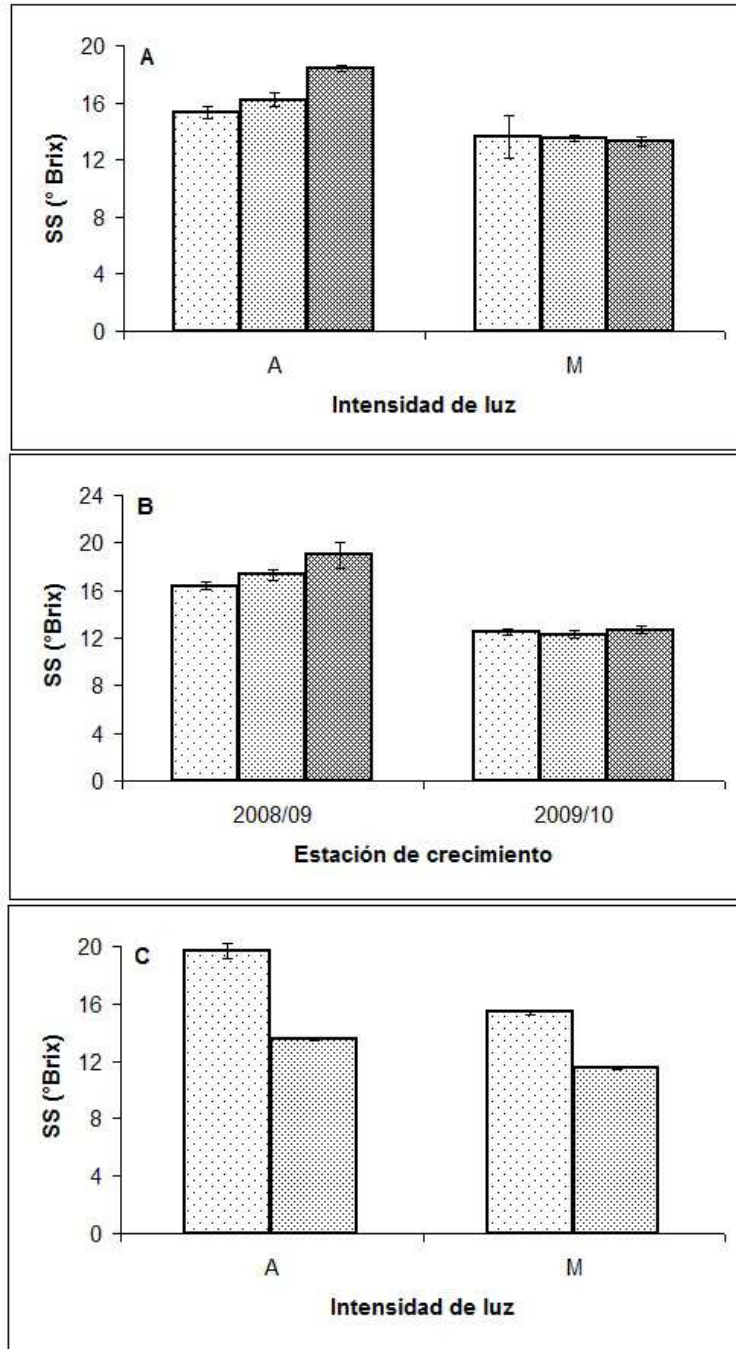 A
SS (° Brix)
20
16
12
8
4
0
A M
Intensidad de luz
B
SS (°Brix)
24
20
16
12
8
4
0
2008/09 2009/10
Estación de crecimiento
C
SS (°Brix)
20
16
12
8
4
0
A M
Intensidad de luz